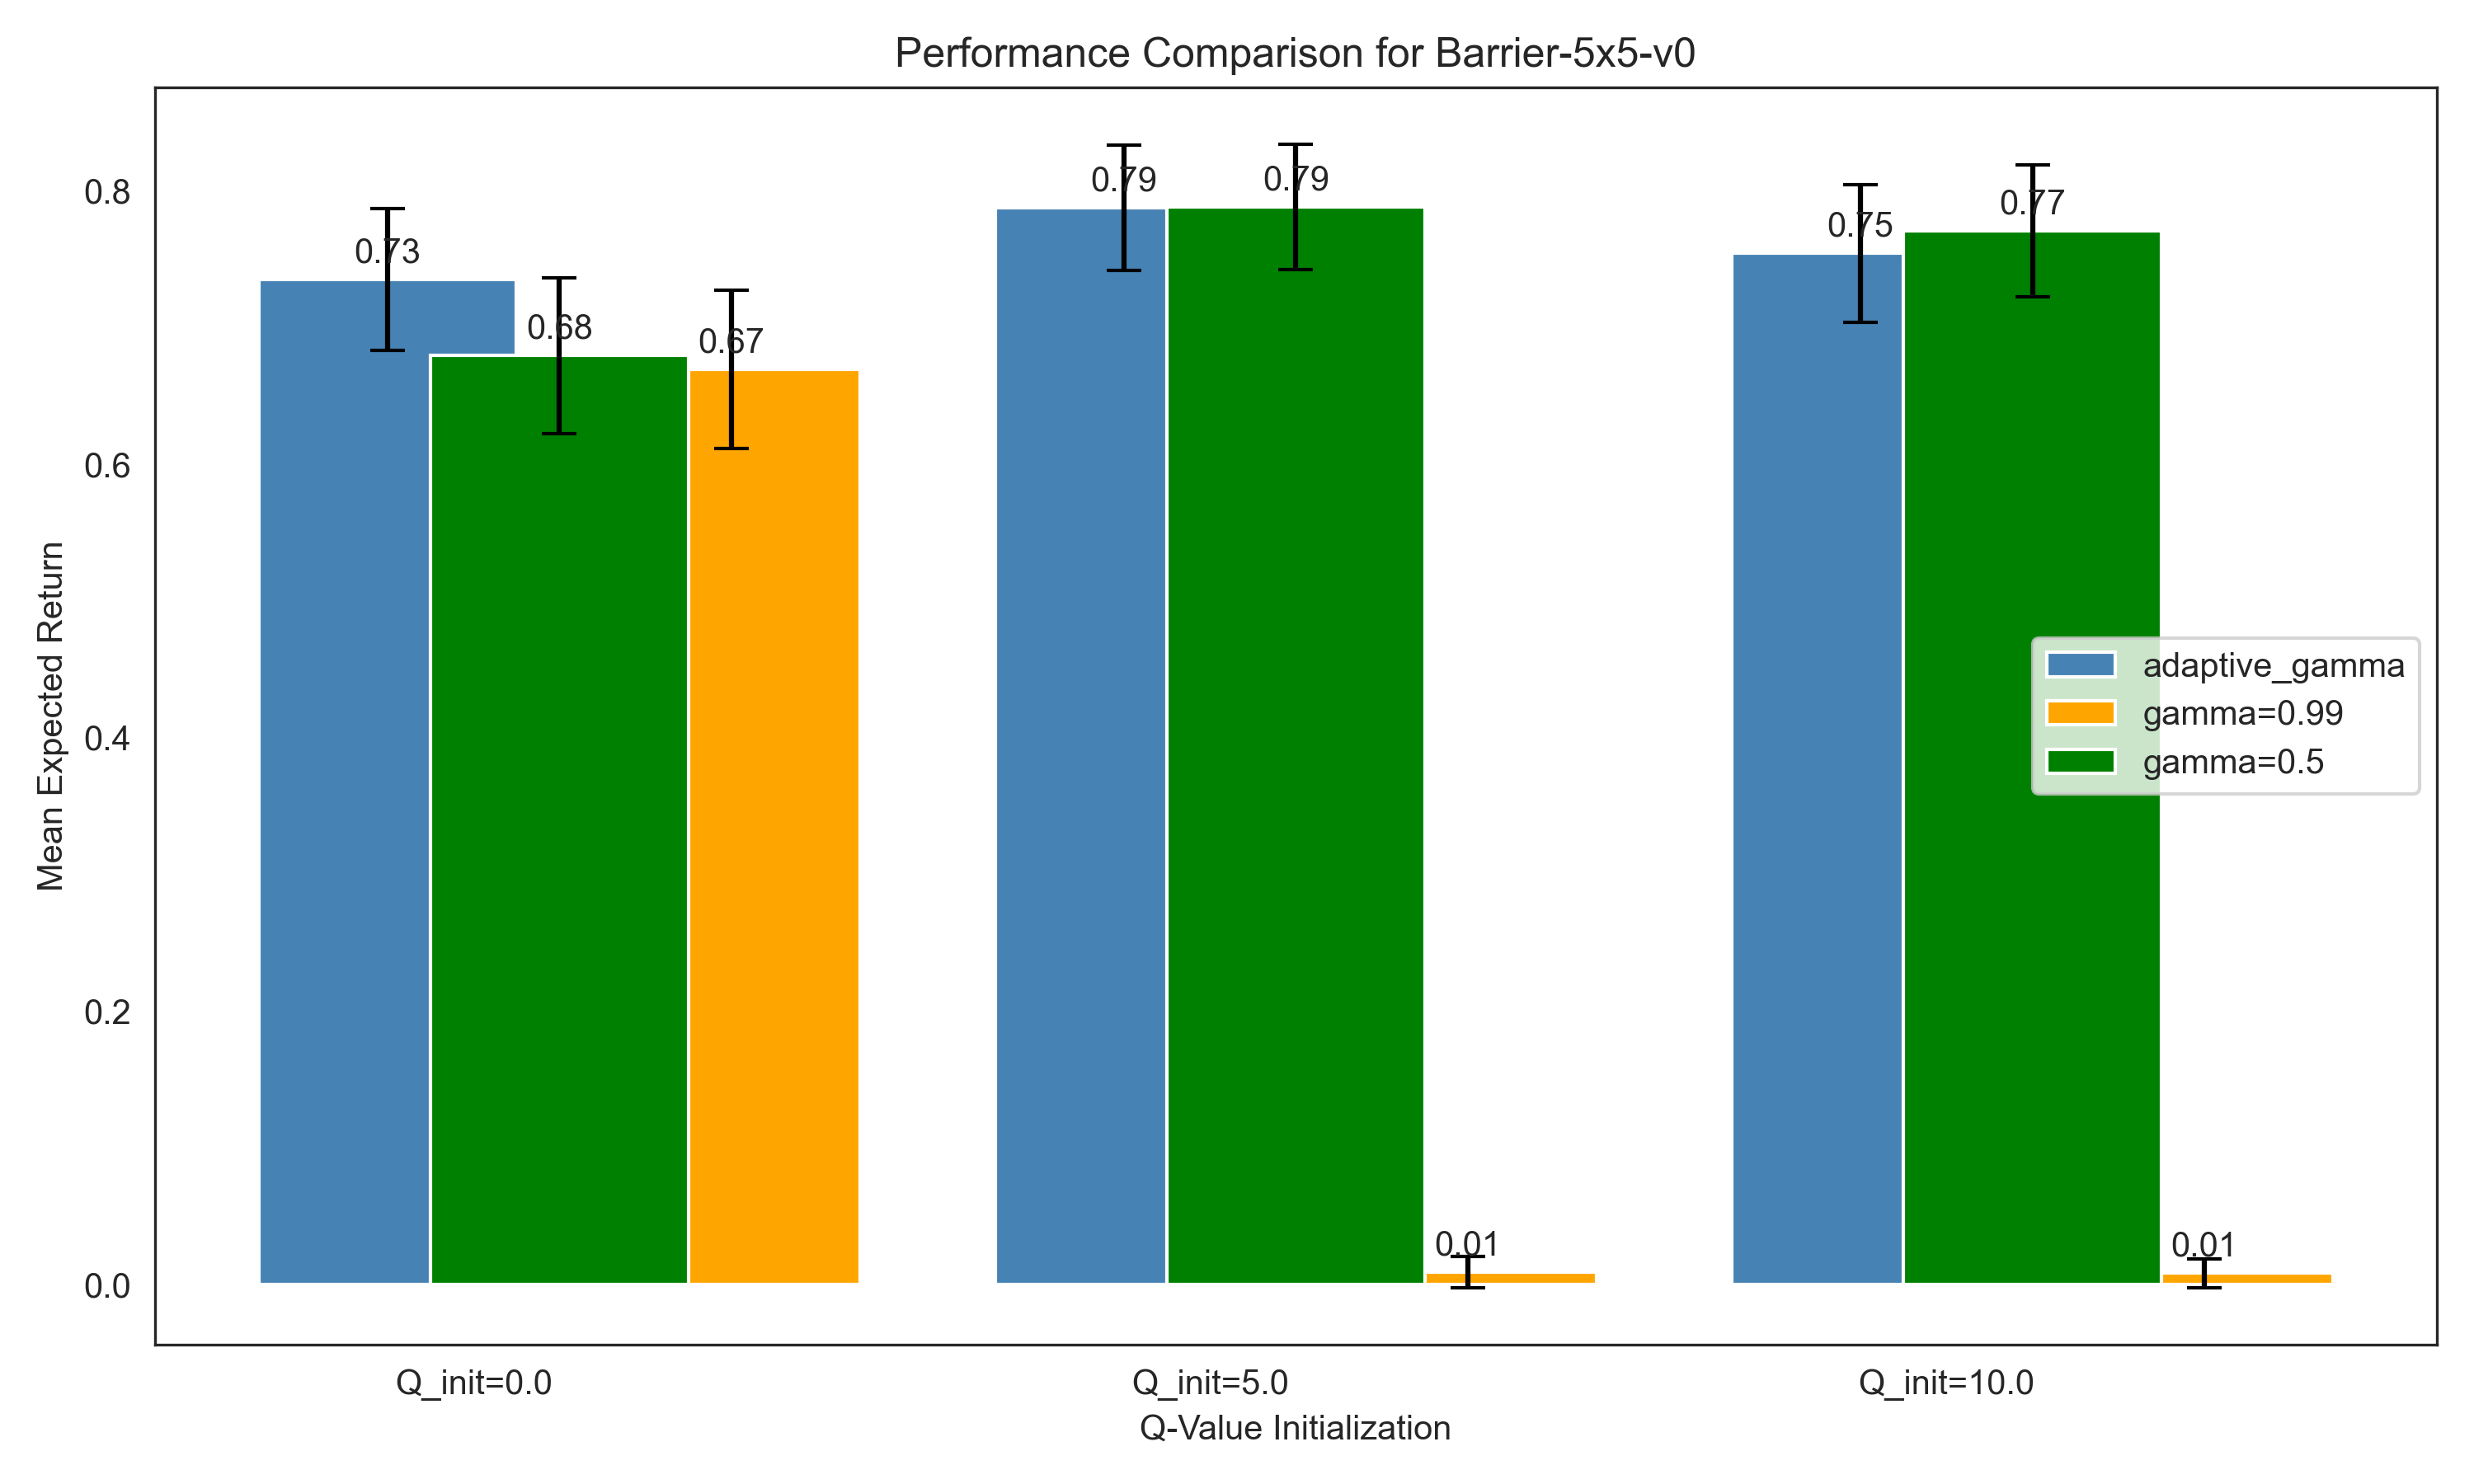 Performance Comparison for Barrier-5x5-v0
Mean Expected Return
0.8
0.6
0.4
0.2
0.0
0.73
0.68
0.67
0.79
0.79
0.01
0.75
0.77
0.01
adaptive_gamma
gamma=0.99
gamma=0.5
Q_init=0.0
Q_init=5.0
Q_init=10.0
Q-Value Initialization